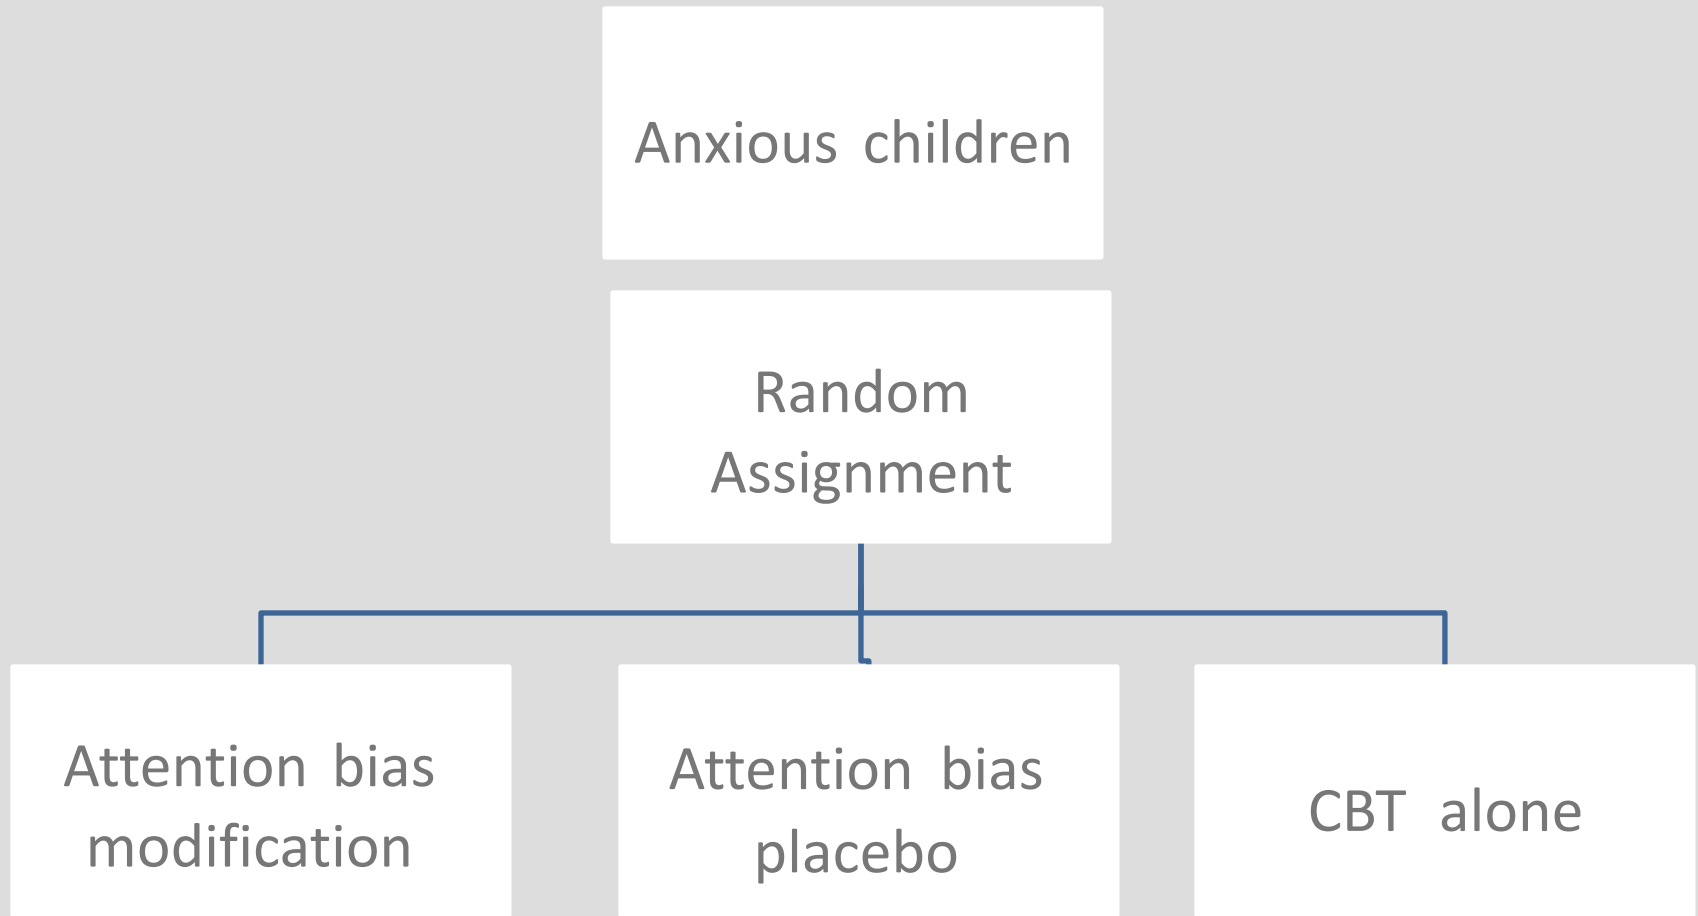 Anxious children
Random
Assignment
Attention bias
modification
Attention bias
placebo
CBT alone